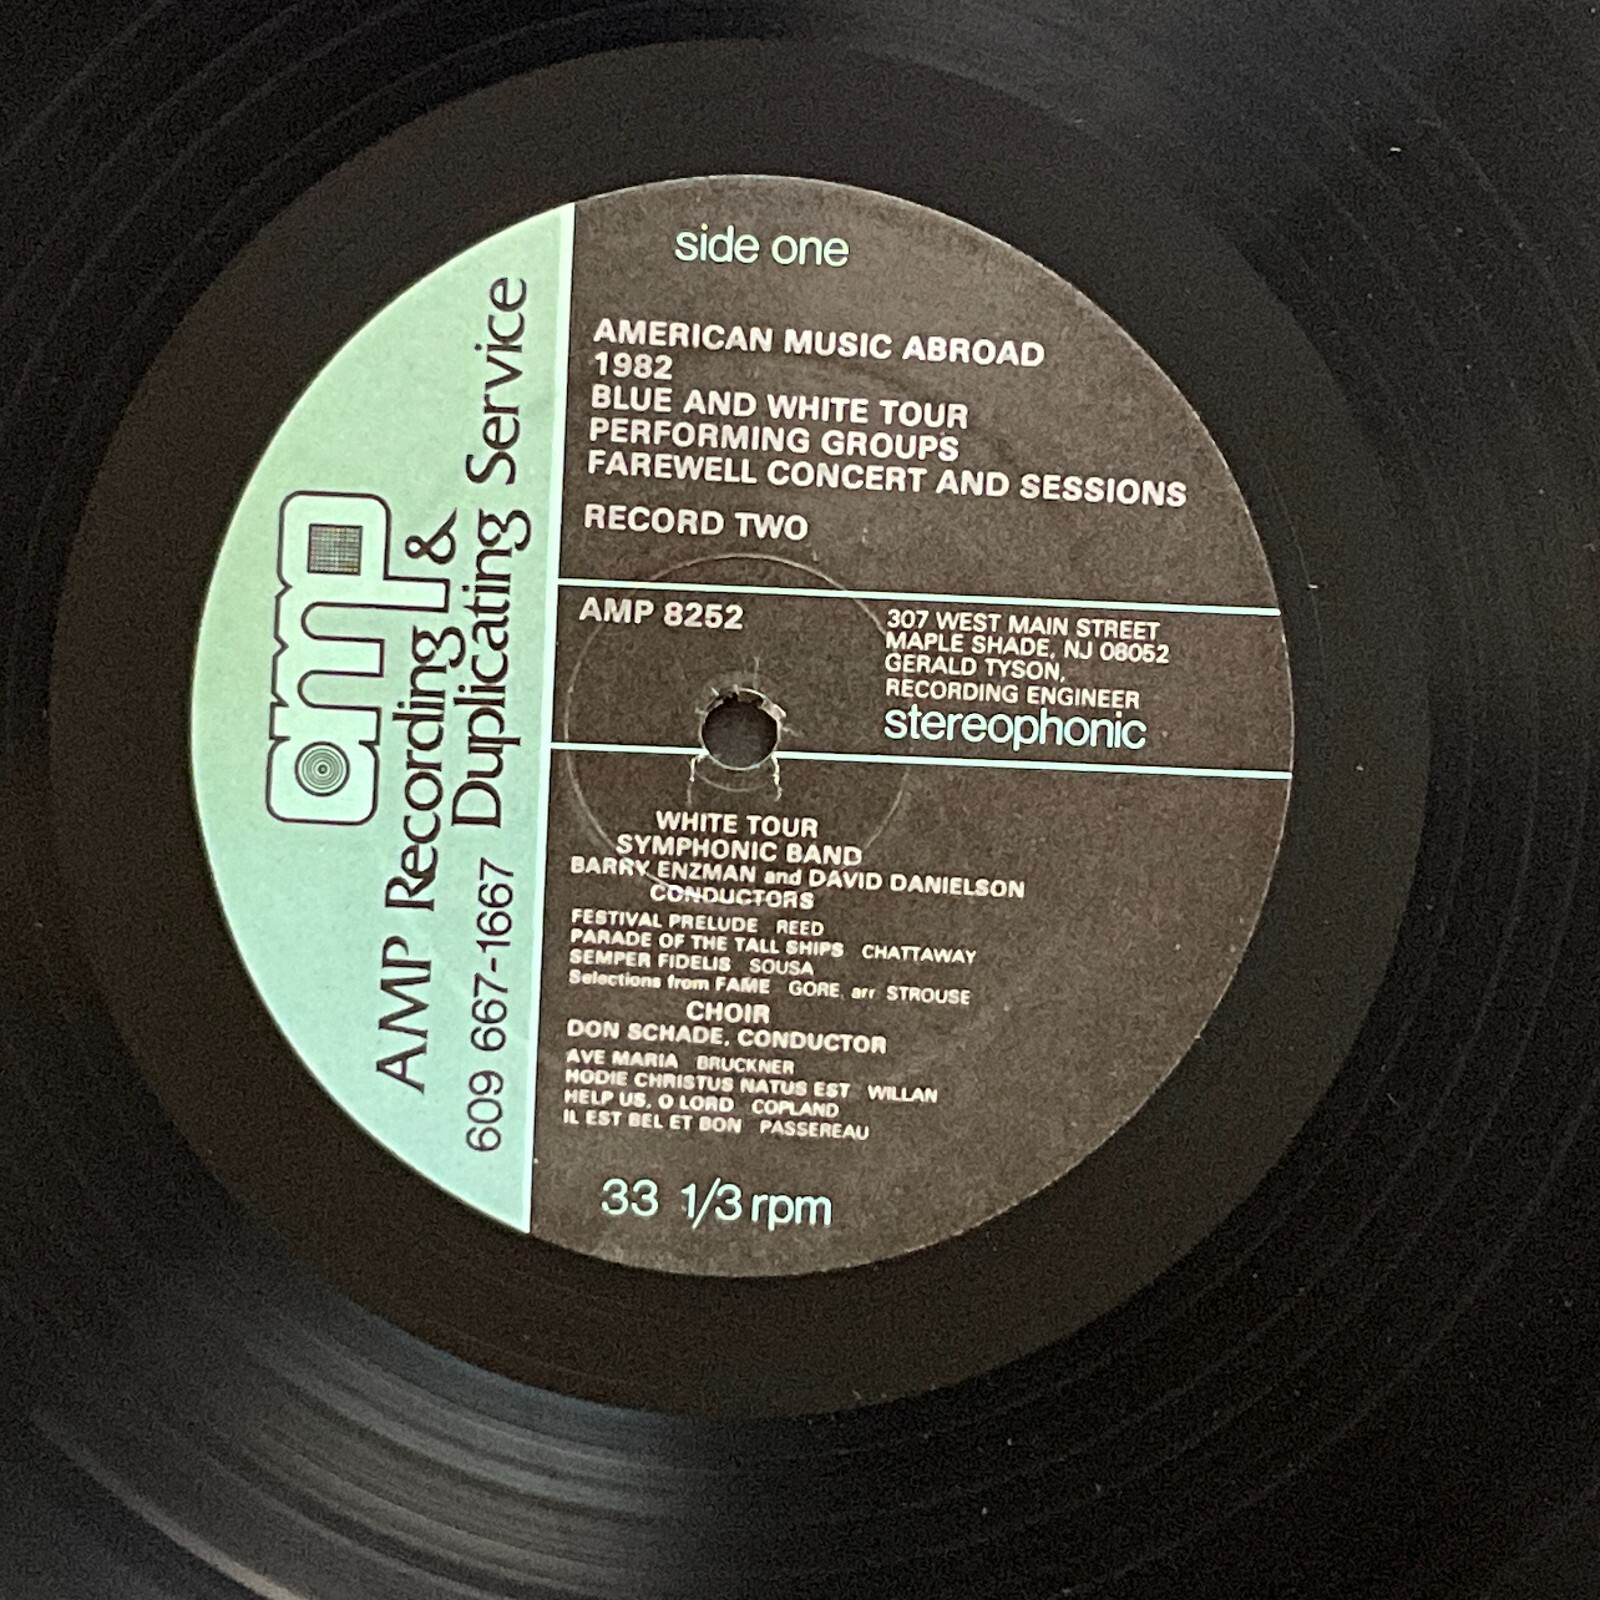 side one
AMERICAN MUSIC ABROAD
1982
BLUE AND WHITE TOUR
PERFORMING GROUPS
FAREWELL CONCERT AND SESSIONS
RECORD TWO
AMP 8252
307 WEST MAIN STREET
MAPLE SHADE, NJ 08052
GERALD TYSON,
RECORDING ENGINEER
stereophonic
WHITE TOUR
SYMPHONIC BAND
BARRY ENZMAN and DAVID DANIELSON
CONDUCTORS
FESTIVAL PRELUDE REED
PARADE OF THE TALL SHIPS CHATTAWAY
SEMPER FIDELIS SOUSA
Selections from FAME GORE, arr STROUSE
CHOIR
DON SCHADE, CONDUCTOR
AVE MARIA BRUCKNER
HODIE CHRISTUS NATUS EST WILLAN
HELP US, O LORD COPLAND
IL EST BEL ET BON PASSEREAU
33 1/3 rpm
amp
AMP Recording &
Duplicating Service
609 667-1667